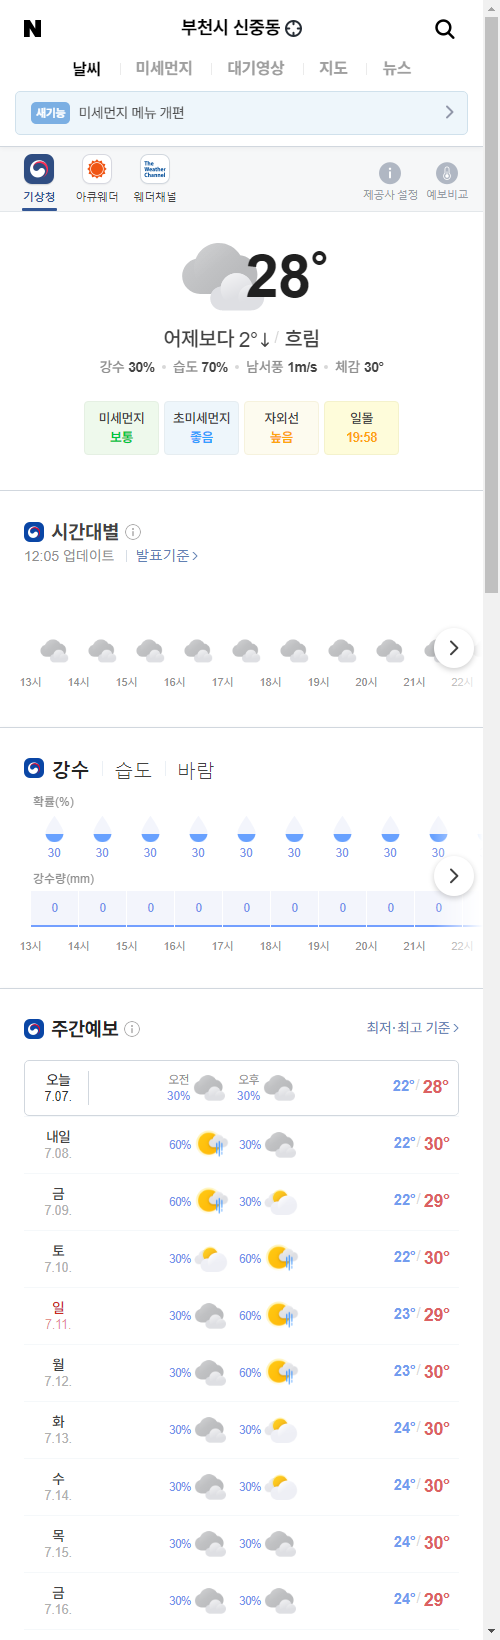 N 부천시 신중동
날씨 미세먼지 대기영상 지도 뉴스
새기능 미세먼지 메뉴 개편
The Weather Channel
기상청 아큐웨더 웨더채널 제공사 설정 예보비교
28°
어제보다 2°↓ / 흐림
강수 30% • 습도 70% • 남서풍 1m/s • 체감 30°
미세먼지 초미세먼지 자외선 일몰
보통 좋음 높음 19:58
시간대별
12:05 업데이트 발표기준 >
13시 14시 15시 16시 17시 18시 19시 20시 21시 22시
강수 습도 바람
확률(%)
30 30 30 30 30 30 30 30 30
강수량(mm)
0 0 0 0 0 0 0 0 0
13시 14시 15시 16시 17시 18시 19시 20시 21시 22시
주간예보 최저·최고 기준 >
오늘 오전 오후
7.07. 30% 30% 22°/ 28°
내일
7.08. 60% 30% 22°/ 30°
금
7.09. 60% 30% 22°/ 29°
토
7.10. 30% 60% 22°/ 30°
일
7.11. 30% 60% 23°/ 29°
월
7.12. 30% 60% 23°/ 30°
화
7.13. 30% 30% 24°/ 30°
수
7.14. 30% 30% 24°/ 30°
목
7.15. 30% 30% 24°/ 30°
금
7.16. 30% 30% 24°/ 29°